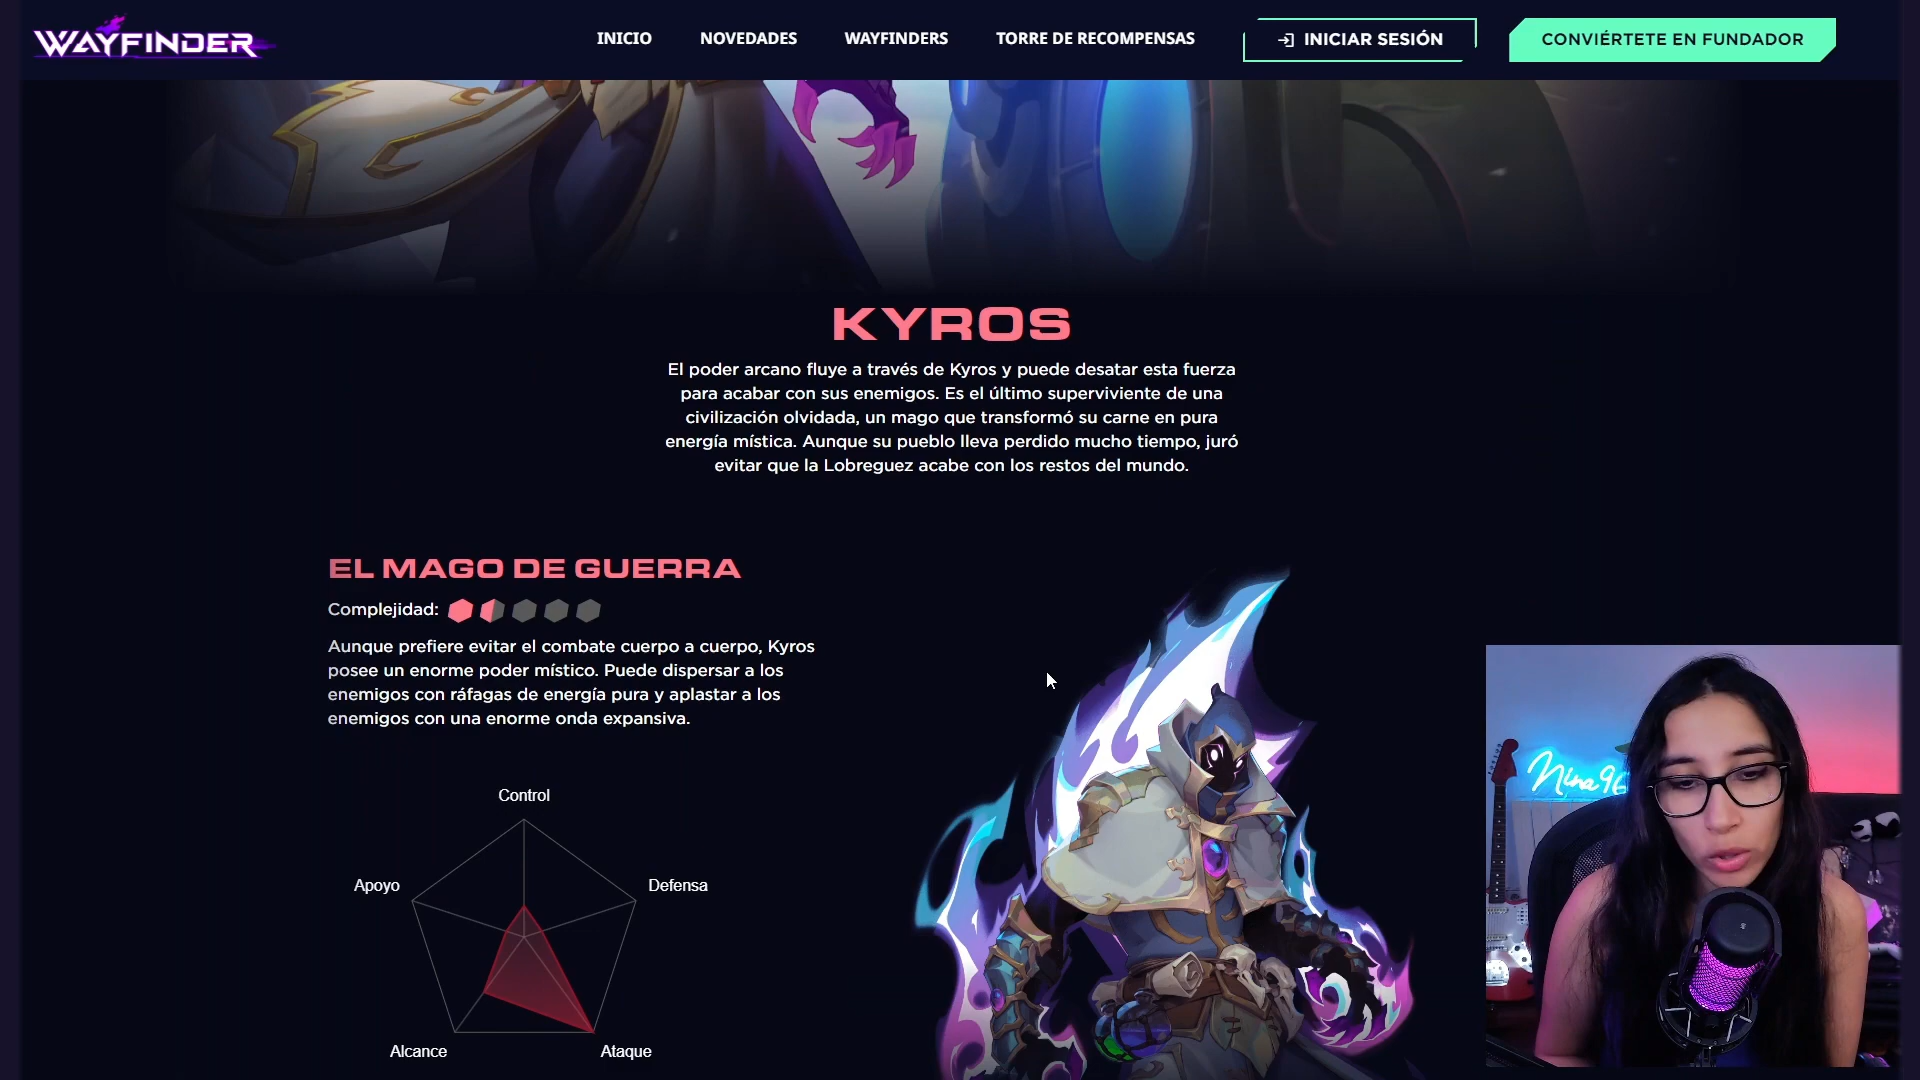 WAYFINDER
INICIO
NOVEDADES
WAYFINDERS
TORRE DE RECOMPENSAS
INICIAR SESIÓN
CONVIÉRTETE EN FUNDADOR
KYROS
El poder arcano fluye a través de Kyros y puede desatar esta fuerza
para acabar con sus enemigos. Es el último superviviente de una
civilización olvidada, un mago que transformó su carne en pura
energía mística. Aunque su pueblo lleva perdido mucho tiempo, juró
evitar que la Lobreguez acabe con los restos del mundo.
EL MAGO DE GUERRA
Complejidad:
Aunque prefiere evitar el combate cuerpo a cuerpo, Kyros
posee un enorme poder místico. Puede dispersar a los
enemigos con ráfagas de energía pura y aplastar a los
enemigos con una enorme onda expansiva.
Control
Apoyo
Defensa
Alcance
Ataque
Nina96